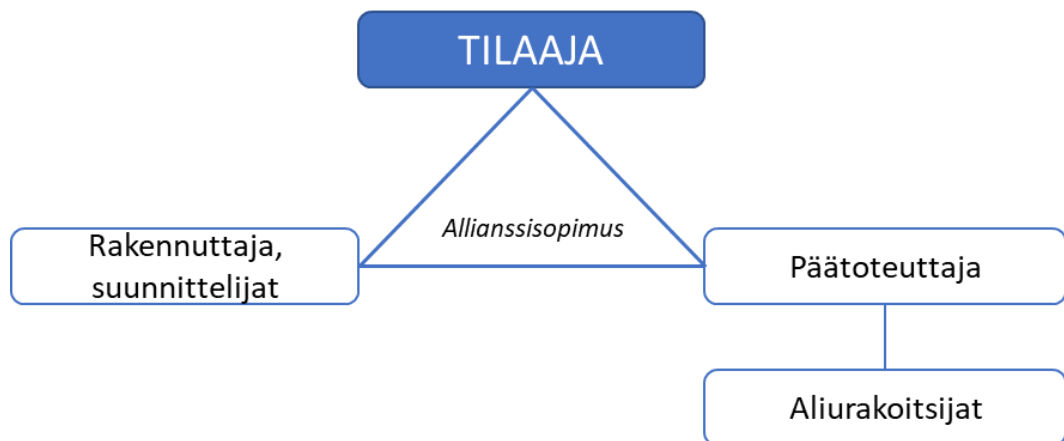 TILAAJA
Allianssisopimus
Rakennuttaja,
suunnittelijat
Päätoteuttaja
Aliurakoitsijat